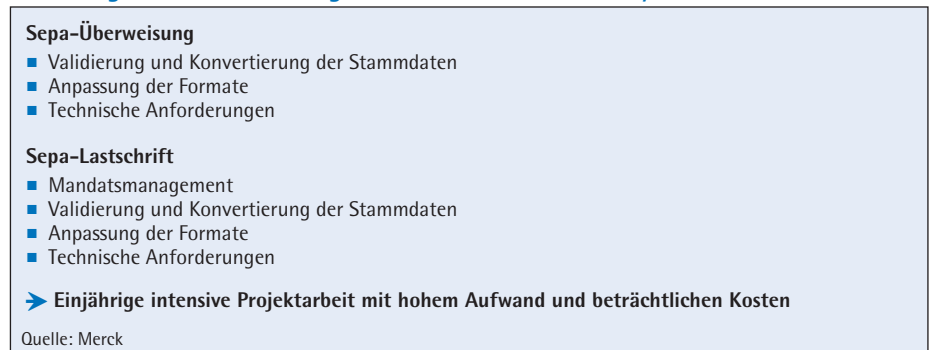 Sepa-Überweisung
■ Validierung und Konvertierung der Stammdaten
■ Anpassung der Formate
■ Technische Anforderungen
Sepa-Lastschrift
■ Mandatsmanagement
■ Validierung und Konvertierung der Stammdaten
■ Anpassung der Formate
■ Technische Anforderungen
➔ Einjährige intensive Projektarbeit mit hohem Aufwand und beträchtlichen Kosten
Quelle: Merck